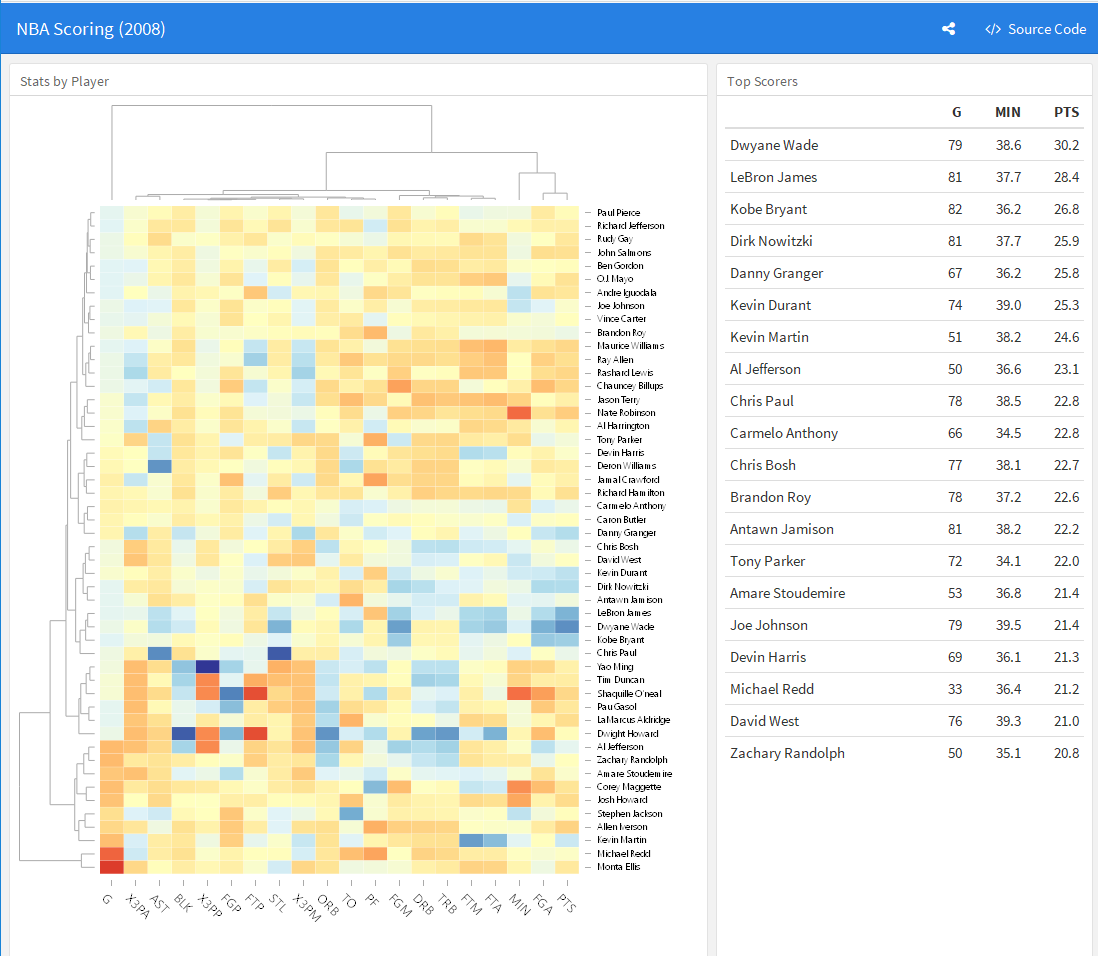 NBA Scoring (2008)
</> Source Code
Stats by Player
Paul Pierce
Richard Jefferson
Rudy Gay
John Salmons
Ben Gordon
O.J. Mayo
Andre Iguodala
Joe Johnson
Vince Carter
Brandon Roy
Maurice Williams
Ray Allen
Rashard Lewis
Chauncey Billups
Jason Terry
Nate Robinson
Al Harrington
Tony Parker
Devin Harris
Deron Williams
Jamal Crawford
Richard Hamilton
Carmelo Anthony
Caron Butler
Danny Granger
Chris Bosh
David West
Kevin Durant
Dirk Nowitzki
Antawn Jamison
LeBron James
Dwyane Wade
Kobe Bryant
Chris Paul
Yao Ming
Tim Duncan
Shaquille O'neal
Pau Gasol
LaMarcus Aldridge
Dwight Howard
Al Jefferson
Zachary Randolph
Amare Stoudemire
Corey Maggette
Josh Howard
Stephen Jackson
Allen Iverson
Kevin Martin
Michael Redd
Monta Ellis
G X3PA AST BLK X3PP FGP FTP STL X3PM ORB TO PF FGM DRB TRB FTM FTA MIN FGA PTS
Top Scorers
G MIN PTS
Dwyane Wade 79 38.6 30.2
LeBron James 81 37.7 28.4
Kobe Bryant 82 36.2 26.8
Dirk Nowitzki 81 37.7 25.9
Danny Granger 67 36.2 25.8
Kevin Durant 74 39.0 25.3
Kevin Martin 51 38.2 24.6
Al Jefferson 50 36.6 23.1
Chris Paul 78 38.5 22.8
Carmelo Anthony 66 34.5 22.8
Chris Bosh 77 38.1 22.7
Brandon Roy 78 37.2 22.6
Antawn Jamison 81 38.2 22.2
Tony Parker 72 34.1 22.0
Amare Stoudemire 53 36.8 21.4
Joe Johnson 79 39.5 21.4
Devin Harris 69 36.1 21.3
Michael Redd 33 36.4 21.2
David West 76 39.3 21.0
Zachary Randolph 50 35.1 20.8